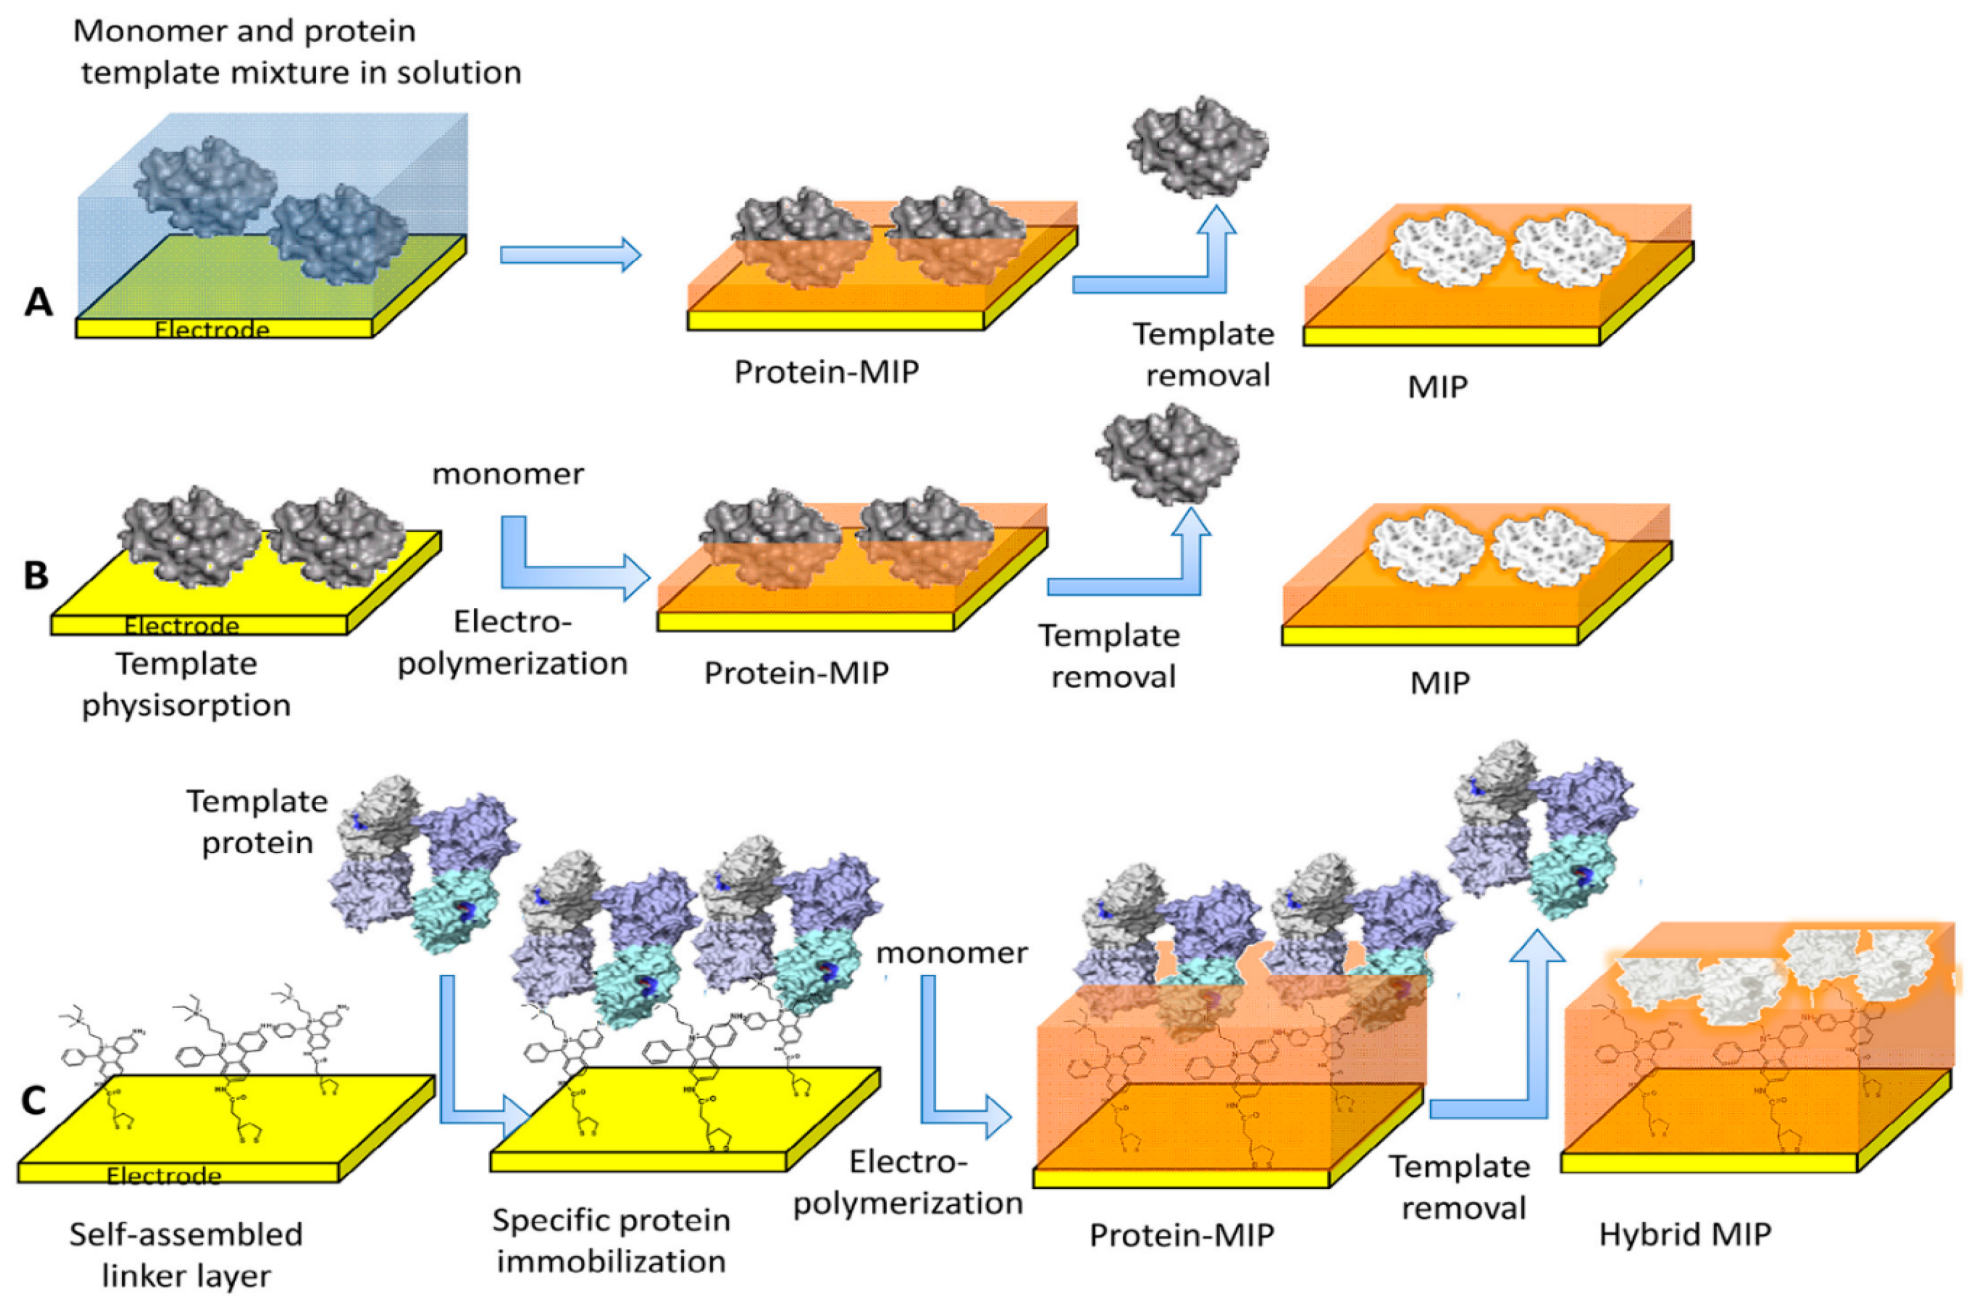 Monomer and protein
template mixture in solution
A
Electrode
Protein-MIP
Template
removal
MIP
B
Electrode
Template
physisorption
monomer
Electro-
polymerization
Protein-MIP
Template
removal
MIP
C
Template
protein
Electrode
Self-assembled
linker layer
Specific protein
immobilization
monomer
Electro-
polymerization
Protein-MIP
Template
removal
Hybrid MIP